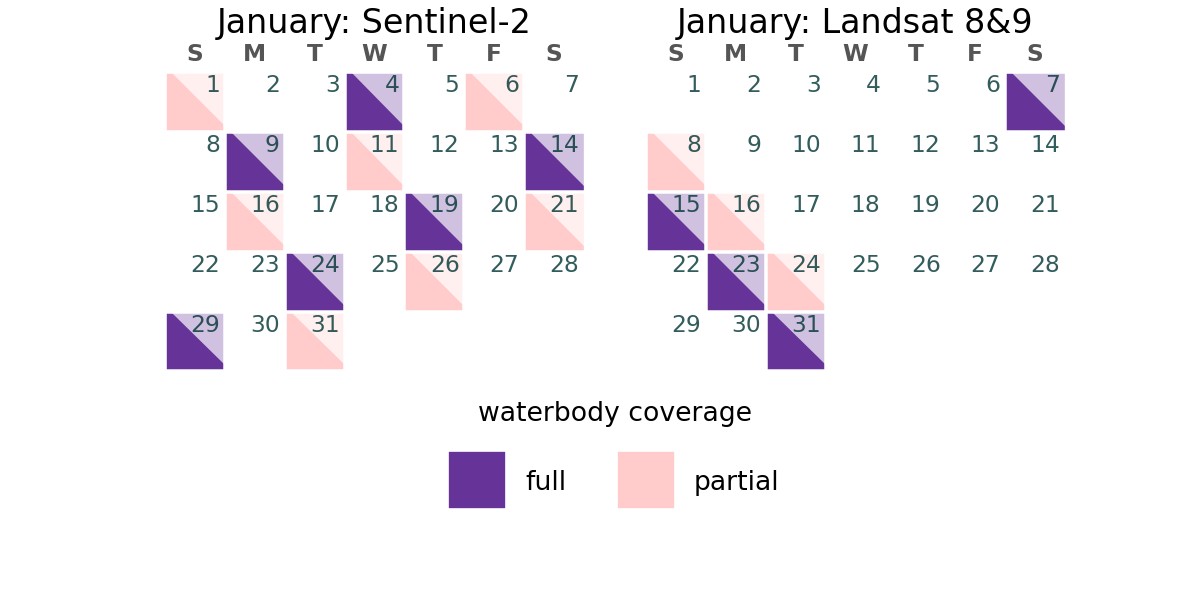 January: Sentinel-2
S M T W T F S
1 2 3 4 5 6 7
8 9 10 11 12 13 14
15 16 17 18 19 20 21
22 23 24 25 26 27 28
29 30 31
January: Landsat 8&9
S M T W T F S
1 2 3 4 5 6 7
8 9 10 11 12 13 14
15 16 17 18 19 20 21
22 23 24 25 26 27 28
29 30 31
waterbody coverage
full
partial